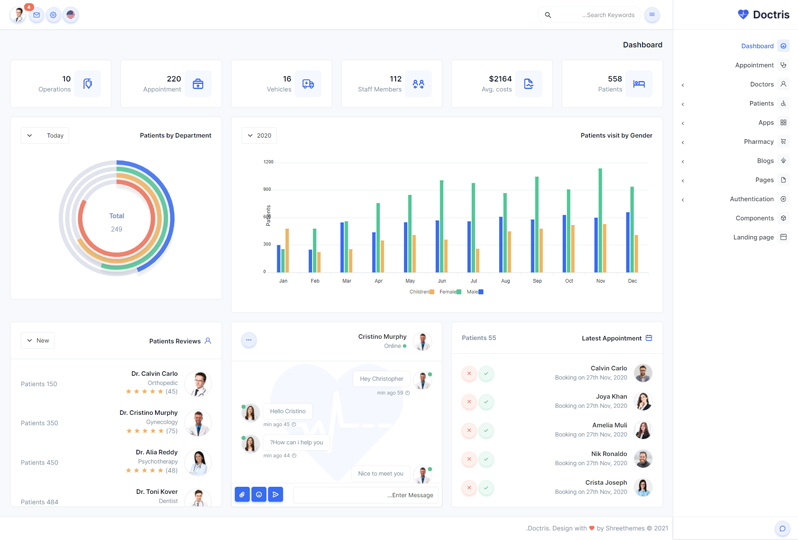 4
Search Keywords...
Doctris
Dashboard
Dashboard
Appointment
Doctors
Patients
Apps
Pharmacy
Blogs
Pages
Authentication
Components
Landing page
10
Operations
220
Appointment
16
Vehicles
112
Staff Members
$2164
Avg. costs
558
Patients
Today
Patients by Department
Total
249
2020
Patients visit by Gender
Patients
1200
900
600
300
0
Jan Feb Mar Apr May Jun Jul Aug Sep Oct Nov Dec
Children Female Male
New
Patients Reviews
Dr. Calvin Carlo
Orthopedic
(45)
Patients 150
Dr. Cristino Murphy
Gynecology
(75)
Patients 350
Dr. Alia Reddy
Psychotherapy
(48)
Patients 450
Dr. Toni Kover
Dentist
Patients 484
Cristino Murphy
Online
Hey Christopher
min ago 59
Hello Cristino
min ago 45
?How can i help you
min ago 44
Nice to meet you
...Enter Message
Patients 55
Latest Appointment
Calvin Carlo
Booking on 27th Nov, 2020
Joya Khan
Booking on 27th Nov, 2020
Amelia Muli
Booking on 27th Nov, 2020
Nik Ronaldo
Booking on 27th Nov, 2020
Crista Joseph
Booking on 27th Nov, 2020
.Doctris. Design with ♥ by Shreethemes © 2021